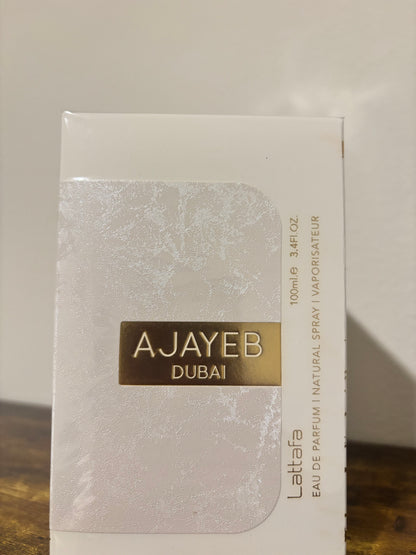 AJAYEB
DUBAI
Lattafa
EAU DE PARFUM | NATURAL SPRAY | VAPORISATEUR
100ml.e 3.4Fl.OZ.